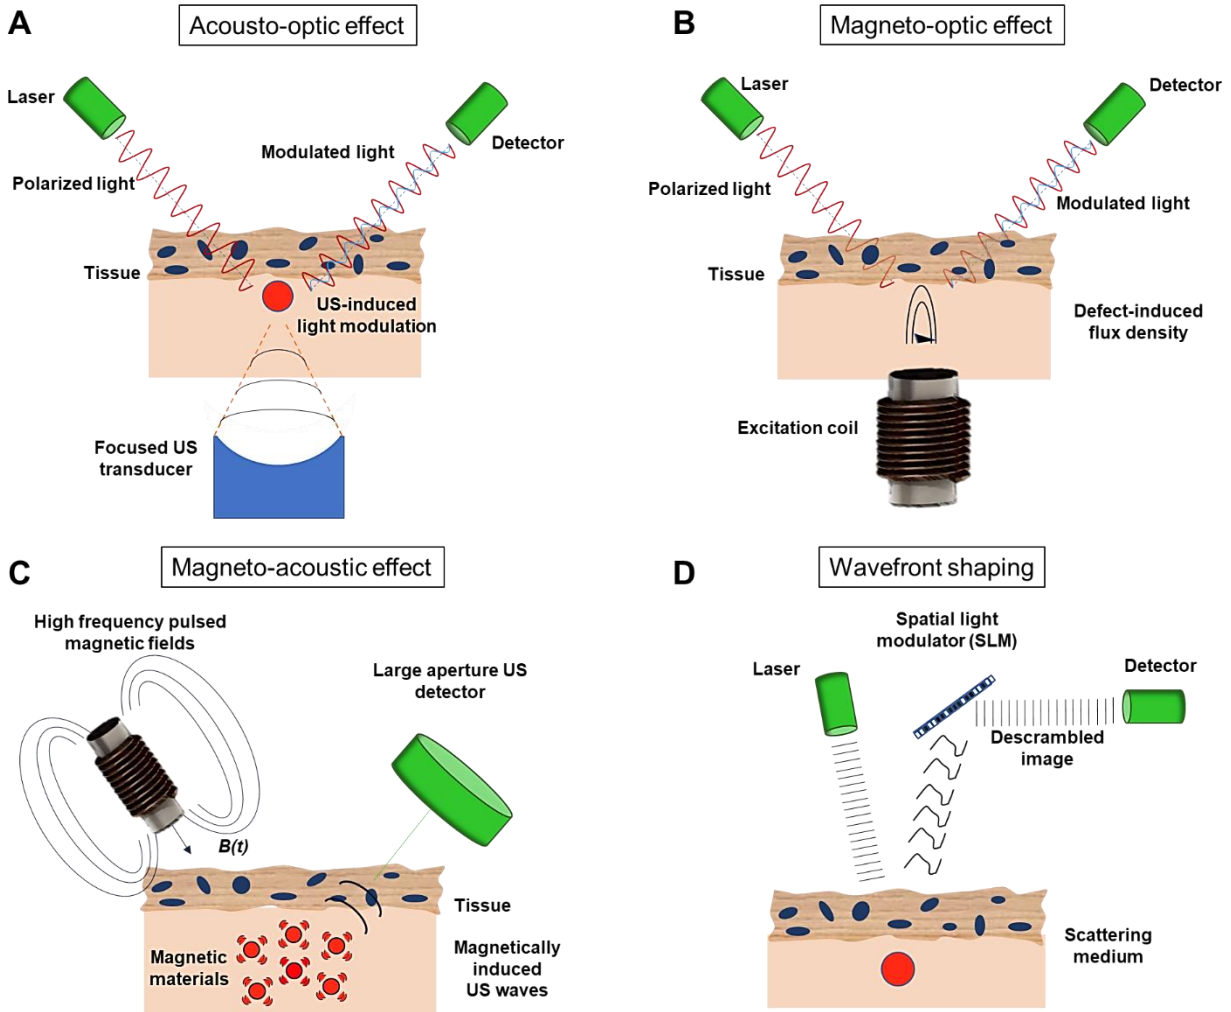 A
Acousto-optic effect
Laser
Polarized light
Modulated light
Detector
Tissue
US-induced
light modulation
Focused US
transducer
B
Magneto-optic effect
Laser
Detector
Polarized light
Modulated light
Tissue
Defect-induced
flux density
Excitation coil
C
Magneto-acoustic effect
High frequency pulsed
magnetic fields
Large aperture US
detector
B(t)
Tissue
Magnetic
materials
Magnetically
induced
US waves
D
Wavefront shaping
Spatial light
modulator (SLM)
Laser
Detector
Descrambled
image
Scattering
medium